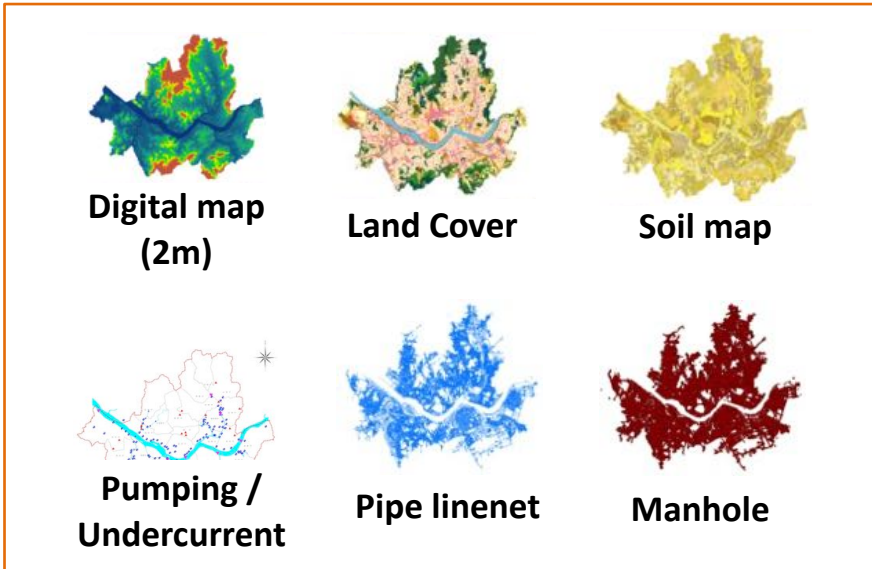 Digital map
(2m)
Land Cover
Soil map
Pumping /
Undercurrent
Pipe linenet
Manhole